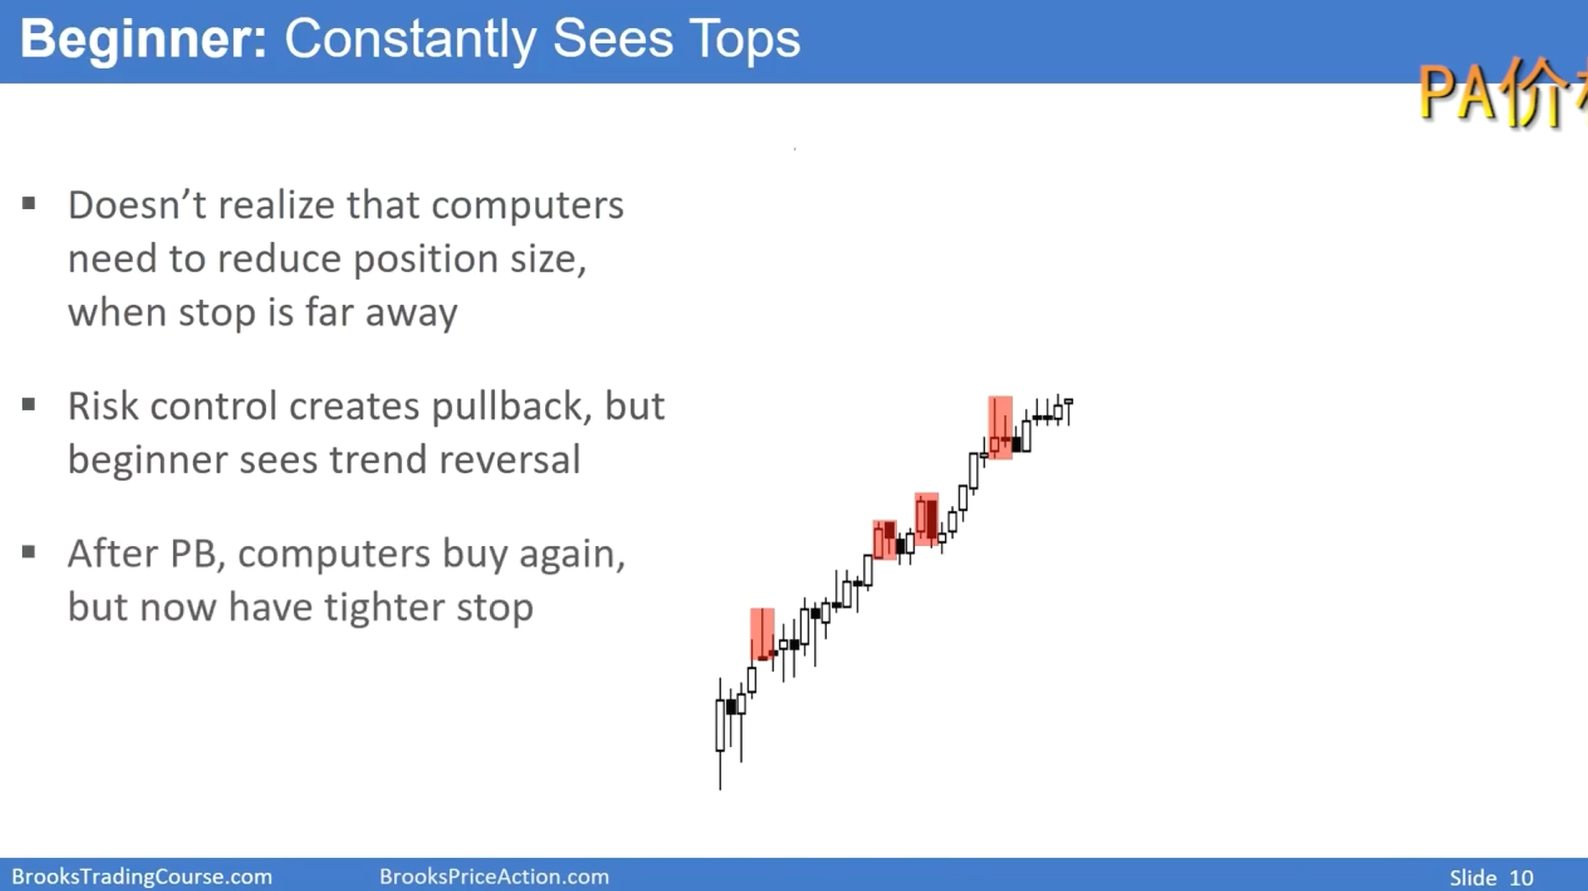 Beginner: Constantly Sees Tops
PA价
▪ Doesn't realize that computers
need to reduce position size,
when stop is far away
▪ Risk control creates pullback, but
beginner sees trend reversal
▪ After PB, computers buy again,
but now have tighter stop
BrooksTradingCourse.com
BrooksPriceAction.com
Slide 10